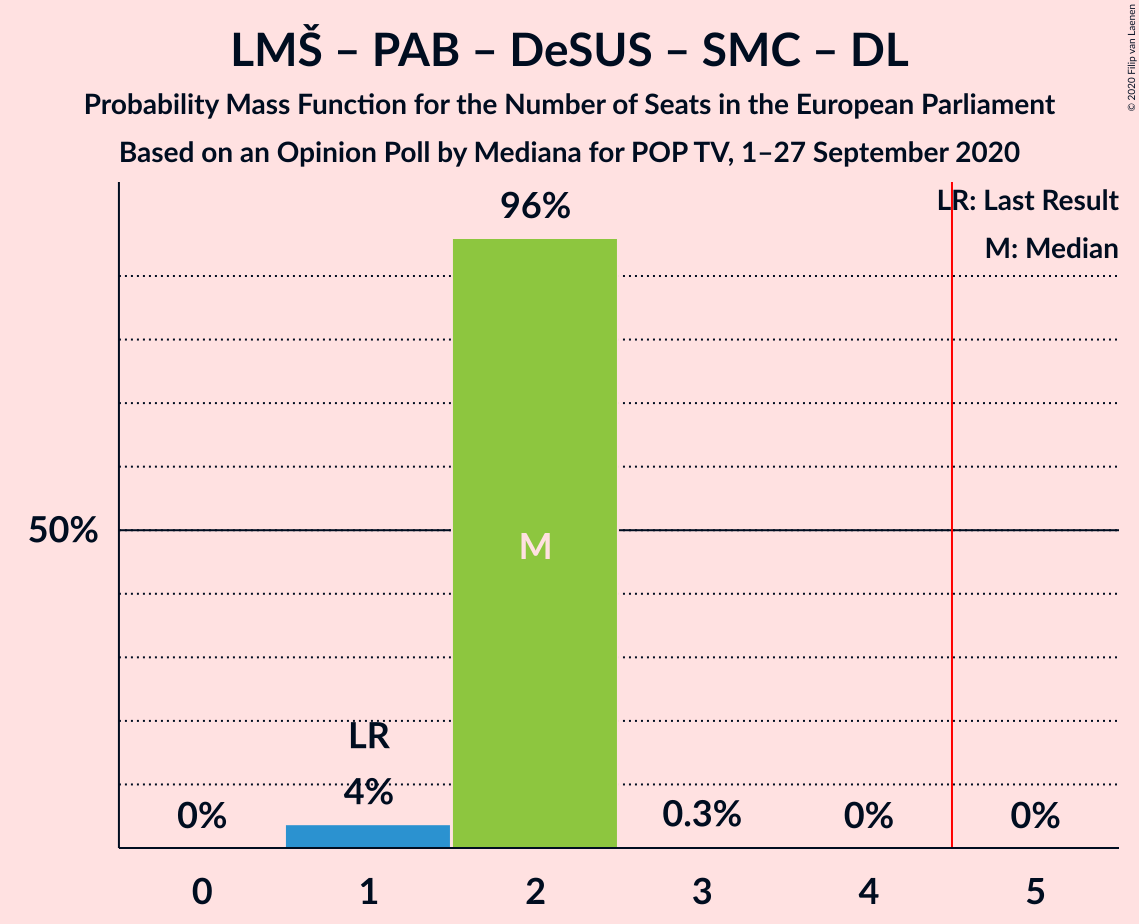 LMŠ – PAB – DeSUS – SMC – DL
Probability Mass Function for the Number of Seats in the European Parliament
Based on an Opinion Poll by Mediana for POP TV, 1–27 September 2020
© 2020 Filip van Laenen
LR: Last Result
M: Median
96%
50%
M
LR
4%
0%
0.3%
0%
0%
0
1
2
3
4
5